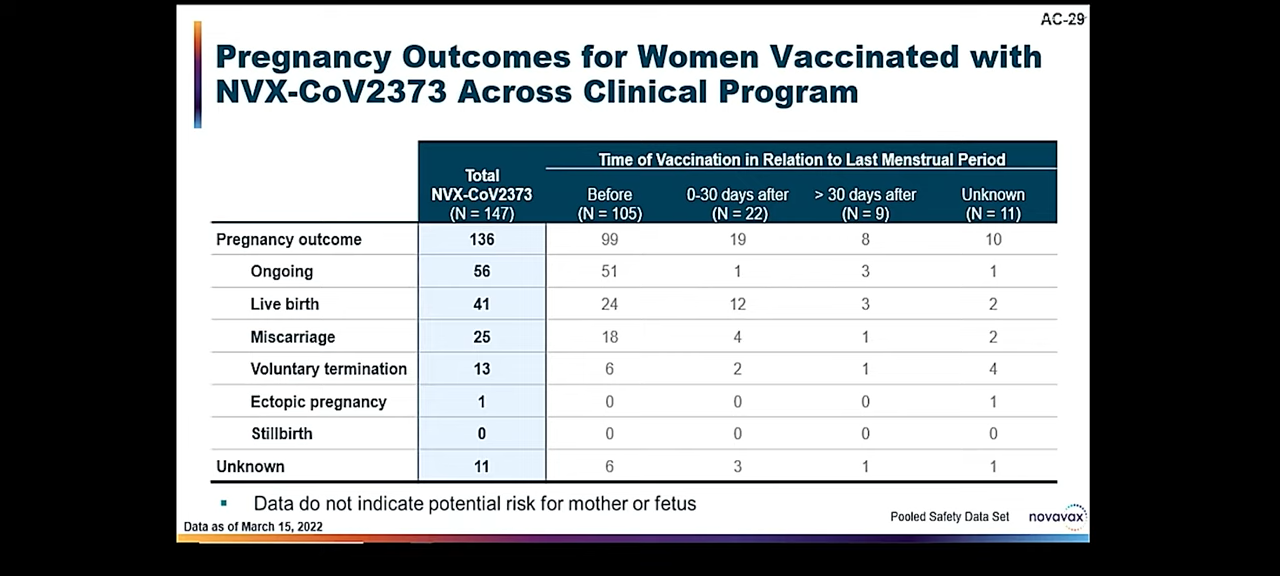 AC-29
Pregnancy Outcomes for Women Vaccinated with
NVX-CoV2373 Across Clinical Program
Time of Vaccination in Relation to Last Menstrual Period
Total
NVX-CoV2373
(N = 147)
Before
(N = 105)
0-30 days after
(N = 22)
> 30 days after
(N = 9)
Unknown
(N = 11)
Pregnancy outcome 136 99 19 8 10
Ongoing 56 51 1 3 1
Live birth 41 24 12 3 2
Miscarriage 25 18 4 1 2
Voluntary termination 13 6 2 1 4
Ectopic pregnancy 1 0 0 0 1
Stillbirth 0 0 0 0 0
Unknown 11 6 3 1 1
▪ Data do not indicate potential risk for mother or fetus
Data as of March 15, 2022
Pooled Safety Data Set
novavax